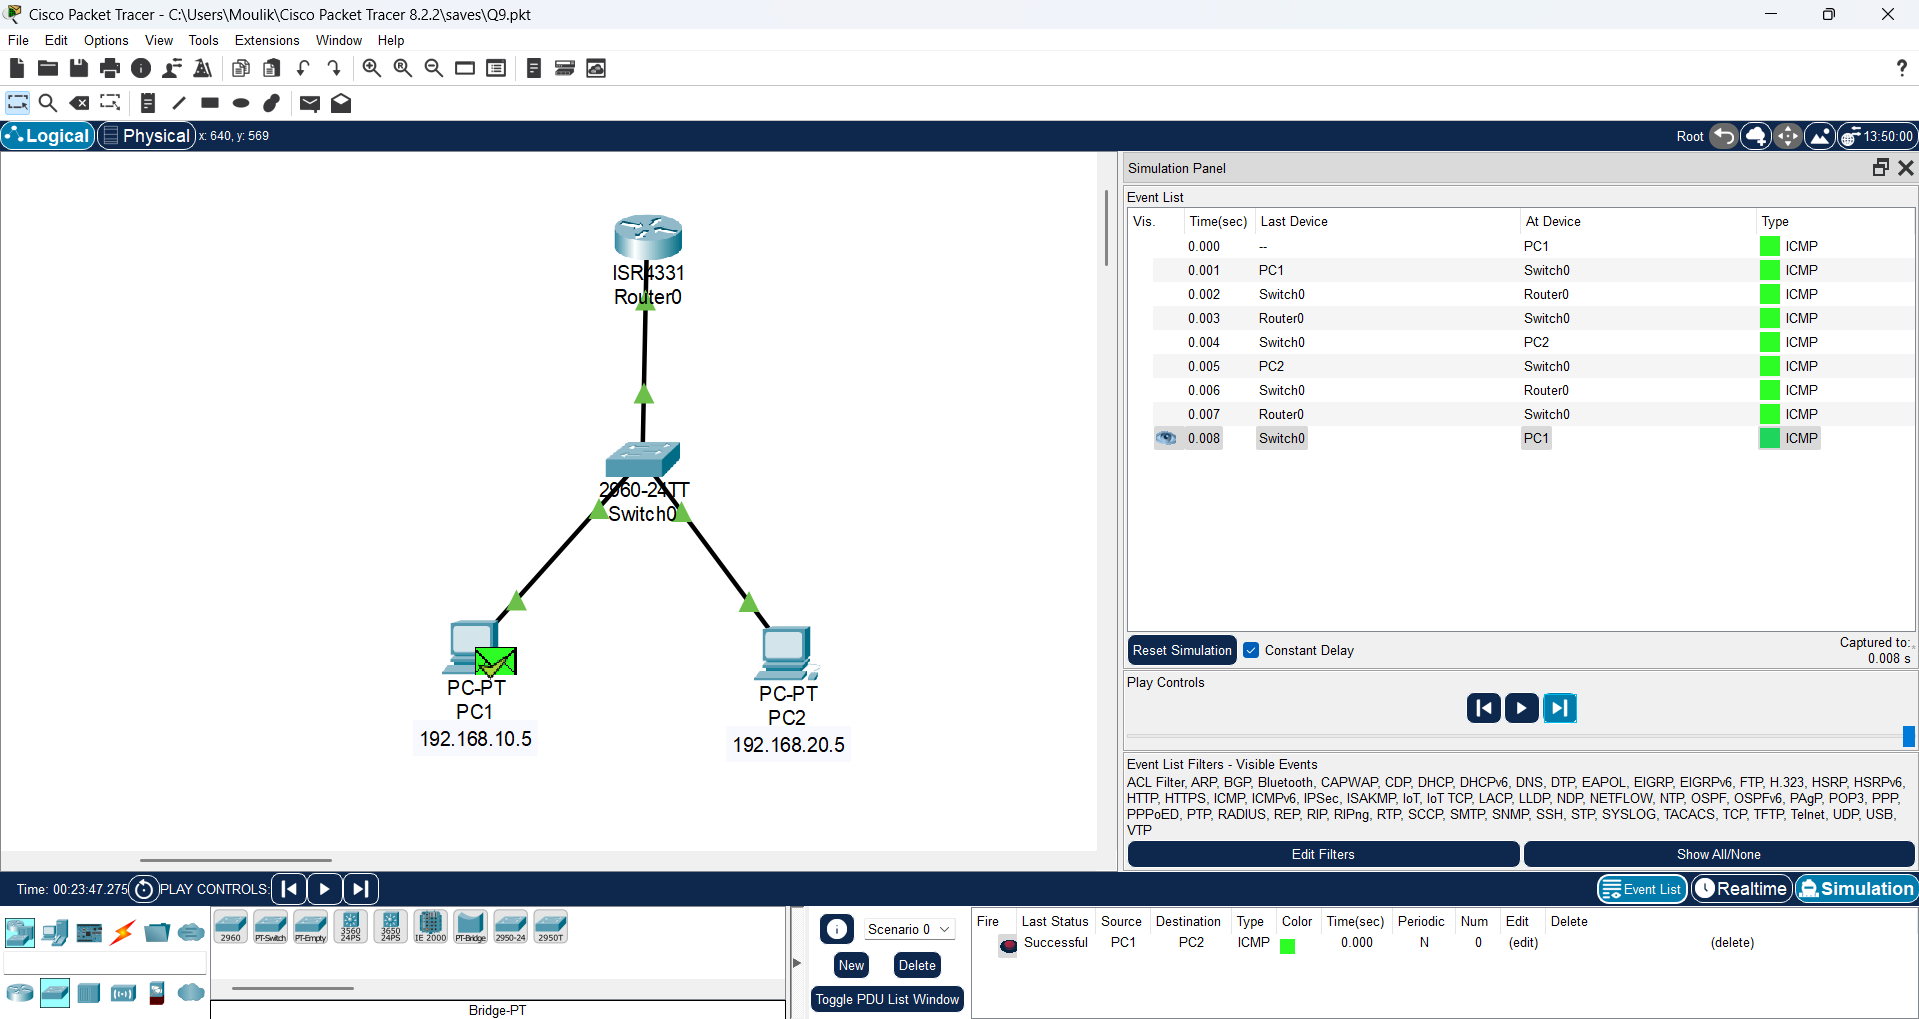 Cisco Packet Tracer - C:\Users\Moulik\Cisco Packet Tracer 8.2.2\saves\Q9.pkt
File Edit Options View Tools Extensions Window Help
?
Logical Physical x: 640, y: 569 Root 13:50:00
ISR4331
Router0
2960-24TT
Switch0
PC-PT
PC1
192.168.10.5
PC-PT
PC2
192.168.20.5
Simulation Panel
Event List
Vis. Time(sec) Last Device At Device Type
0.000 -- PC1 ICMP
0.001 PC1 Switch0 ICMP
0.002 Switch0 Router0 ICMP
0.003 Router0 Switch0 ICMP
0.004 Switch0 PC2 ICMP
0.005 PC2 Switch0 ICMP
0.006 Switch0 Router0 ICMP
0.007 Router0 Switch0 ICMP
0.008 Switch0 PC1 ICMP
Reset Simulation Constant Delay Captured to:
0.008 s
Play Controls
Event List Filters - Visible Events
ACL Filter, ARP, BGP, Bluetooth, CAPWAP, CDP, DHCP, DHCPv6, DNS, DTP, EAPOL, EIGRP, EIGRPv6, FTP, H.323, HSRP, HSRPv6,
HTTP, HTTPS, ICMP, ICMPv6, IPSec, ISAKMP, IoT, IoT TCP, LACP, LLDP, NDP, NETFLOW, NTP, OSPF, OSPFv6, PAgP, POP3, PPP,
PPPoED, PTP, RADIUS, REP, RIP, RIPng, RTP, SCCP, SMTP, SNMP, SSH, STP, SYSLOG, TACACS, TCP, TFTP, Telnet, UDP, USB,
VTP
Edit Filters Show All/None
Time: 00:23:47.275 PLAY CONTROLS: Event List Realtime Simulation
2960 PT-Switch PT-Empty 3560 24PS 3650 24PS IE 2000 PT-Bridge 2950-24 2950T
Bridge-PT
Scenario 0
New Delete
Toggle PDU List Window
Fire Last Status Source Destination Type Color Time(sec) Periodic Num Edit Delete
Successful PC1 PC2 ICMP 0.000 N 0 (edit) (delete)